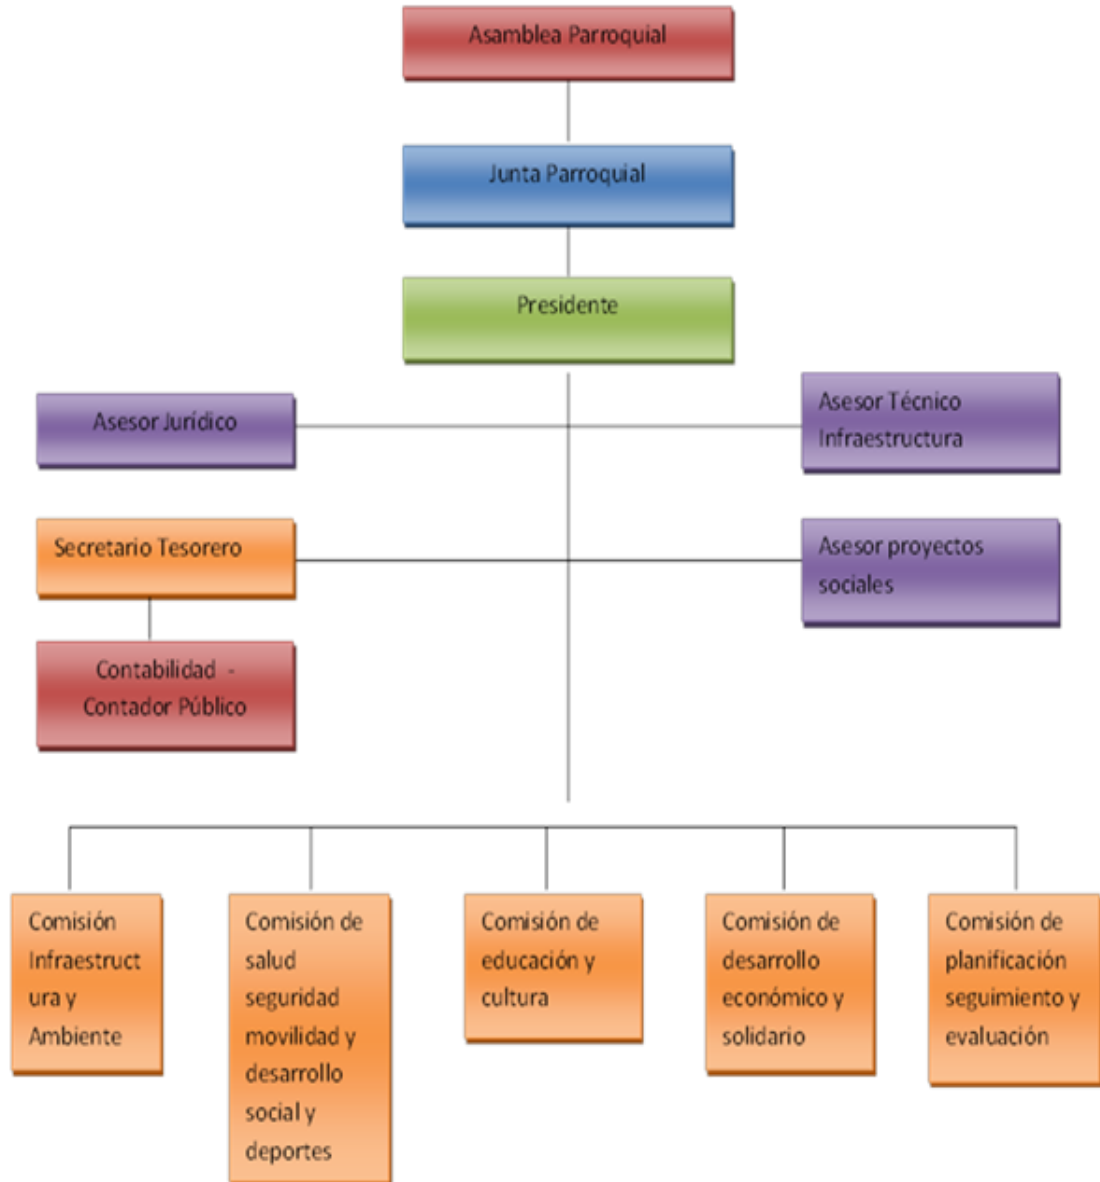 Asamblea Parroquial
Junta Parroquial
Presidente
Asesor Jurídico
Asesor Técnico
Infraestructura
Secretario Tesorero
Asesor proyectos
sociales
Contabilidad -
Contador Público
Comisión
Infraestruct
ura y
Ambiente
Comisión de
salud
seguridad
movilidad y
desarrollo
social y
deportes
Comisión de
educación y
cultura
Comisión de
desarrollo
económico y
solidario
Comisión de
planificación
seguimiento y
evaluación